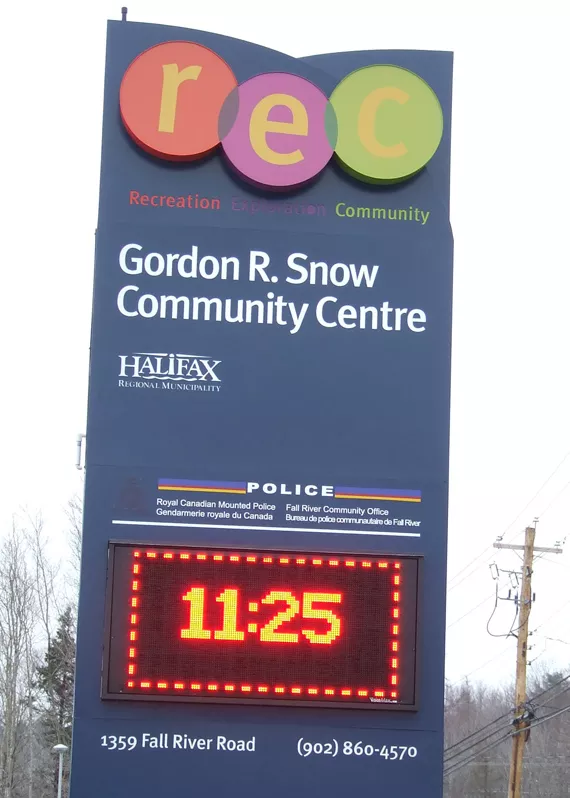 rec
Recreation Exploration Community
Gordon R. Snow
Community Centre
HALIFAX
REGIONAL MUNICIPALITY
POLICE
Royal Canadian Mounted Police Fall River Community Office
Gendarmerie royale du Canada Bureau de police communautaire de Fall River
11:25
1359 Fall River Road (902) 860-4570